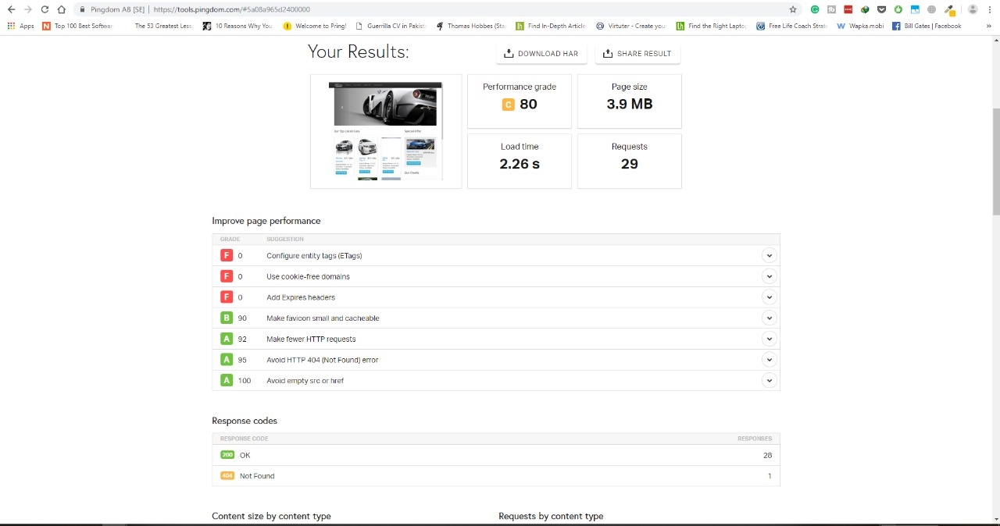 Pingdom AB [SE] | https://tools.pingdom.com/#5a08a965d2400000
Apps Top 100 Best Softwar The 53 Greatest Less 10 Reasons Why You Welcome to Pring! Guerrilla CV in Pakist Thomas Hobbes (Sta Find In-Depth Article Virtuter - Create your Find the Right Lapto Free Life Coach Strat Wapka.mobi Bill Gates | Facebook »
Your Results:
DOWNLOAD HAR
SHARE RESULT
Performance grade
C 80
Page size
3.9 MB
Load time
2.26 s
Requests
29
Improve page performance
GRADE SUGGESTION
F 0 Configure entity tags (ETags)
F 0 Use cookie-free domains
F 0 Add Expires headers
B 90 Make favicon small and cacheable
A 92 Make fewer HTTP requests
A 95 Avoid HTTP 404 (Not Found) error
A 100 Avoid empty src or href
Response codes
RESPONSE CODE RESPONSES
200 OK 28
404 Not Found 1
Content size by content type Requests by content type